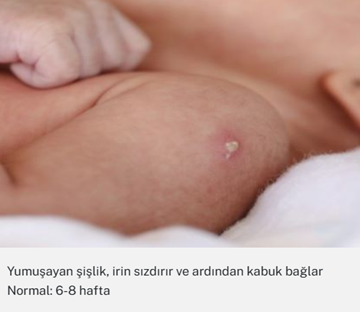 Yumuşayan şişlik, irin sızdırır ve ardından kabuk bağlar
Normal: 6-8 hafta